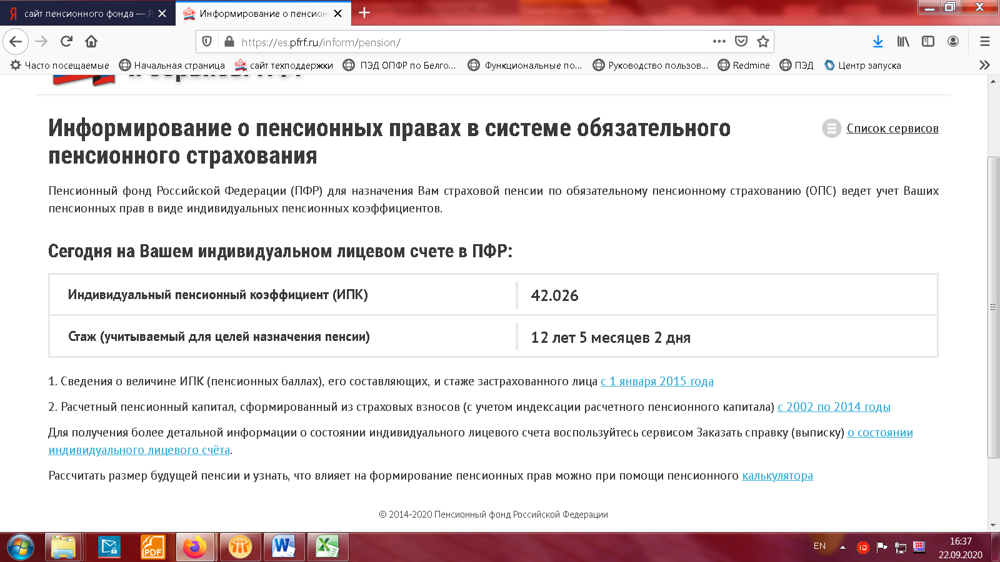 сайт пенсионного фонда — Я
Информирование о пенсион
https://es.pfrf.ru/inform/pension/
Часто посещаемые
Начальная страница
сайт техподдержки
ПЭД ОПФР по Белго...
Функциональные по...
Руководство пользов...
Redmine
ПЭД
Центр запуска
Информирование о пенсионных правах в системе обязательного
пенсионного страхования
Список сервисов
Пенсионный фонд Российской Федерации (ПФР) для назначения Вам страховой пенсии по обязательному пенсионному страхованию (ОПС) ведет учет Ваших
пенсионных прав в виде индивидуальных пенсионных коэффициентов.
Сегодня на Вашем индивидуальном лицевом счете в ПФР:
Индивидуальный пенсионный коэффициент (ИПК)
42.026
Стаж (учитываемый для целей назначения пенсии)
12 лет 5 месяцев 2 дня
1. Сведения о величине ИПК (пенсионных баллах), его составляющих, и стаже застрахованного лица с 1 января 2015 года
2. Расчетный пенсионный капитал, сформированный из страховых взносов (с учетом индексации расчетного пенсионного капитала) с 2002 по 2014 годы
Для получения более детальной информации о состоянии индивидуального лицевого счета воспользуйтесь сервисом Заказать справку (выписку) о состоянии
индивидуального лицевого счёта.
Рассчитать размер будущей пенсии и узнать, что влияет на формирование пенсионных прав можно при помощи пенсионного калькулятора
© 2014-2020 Пенсионный фонд Российской Федерации
PDF
EN
16:37
22.09.2020